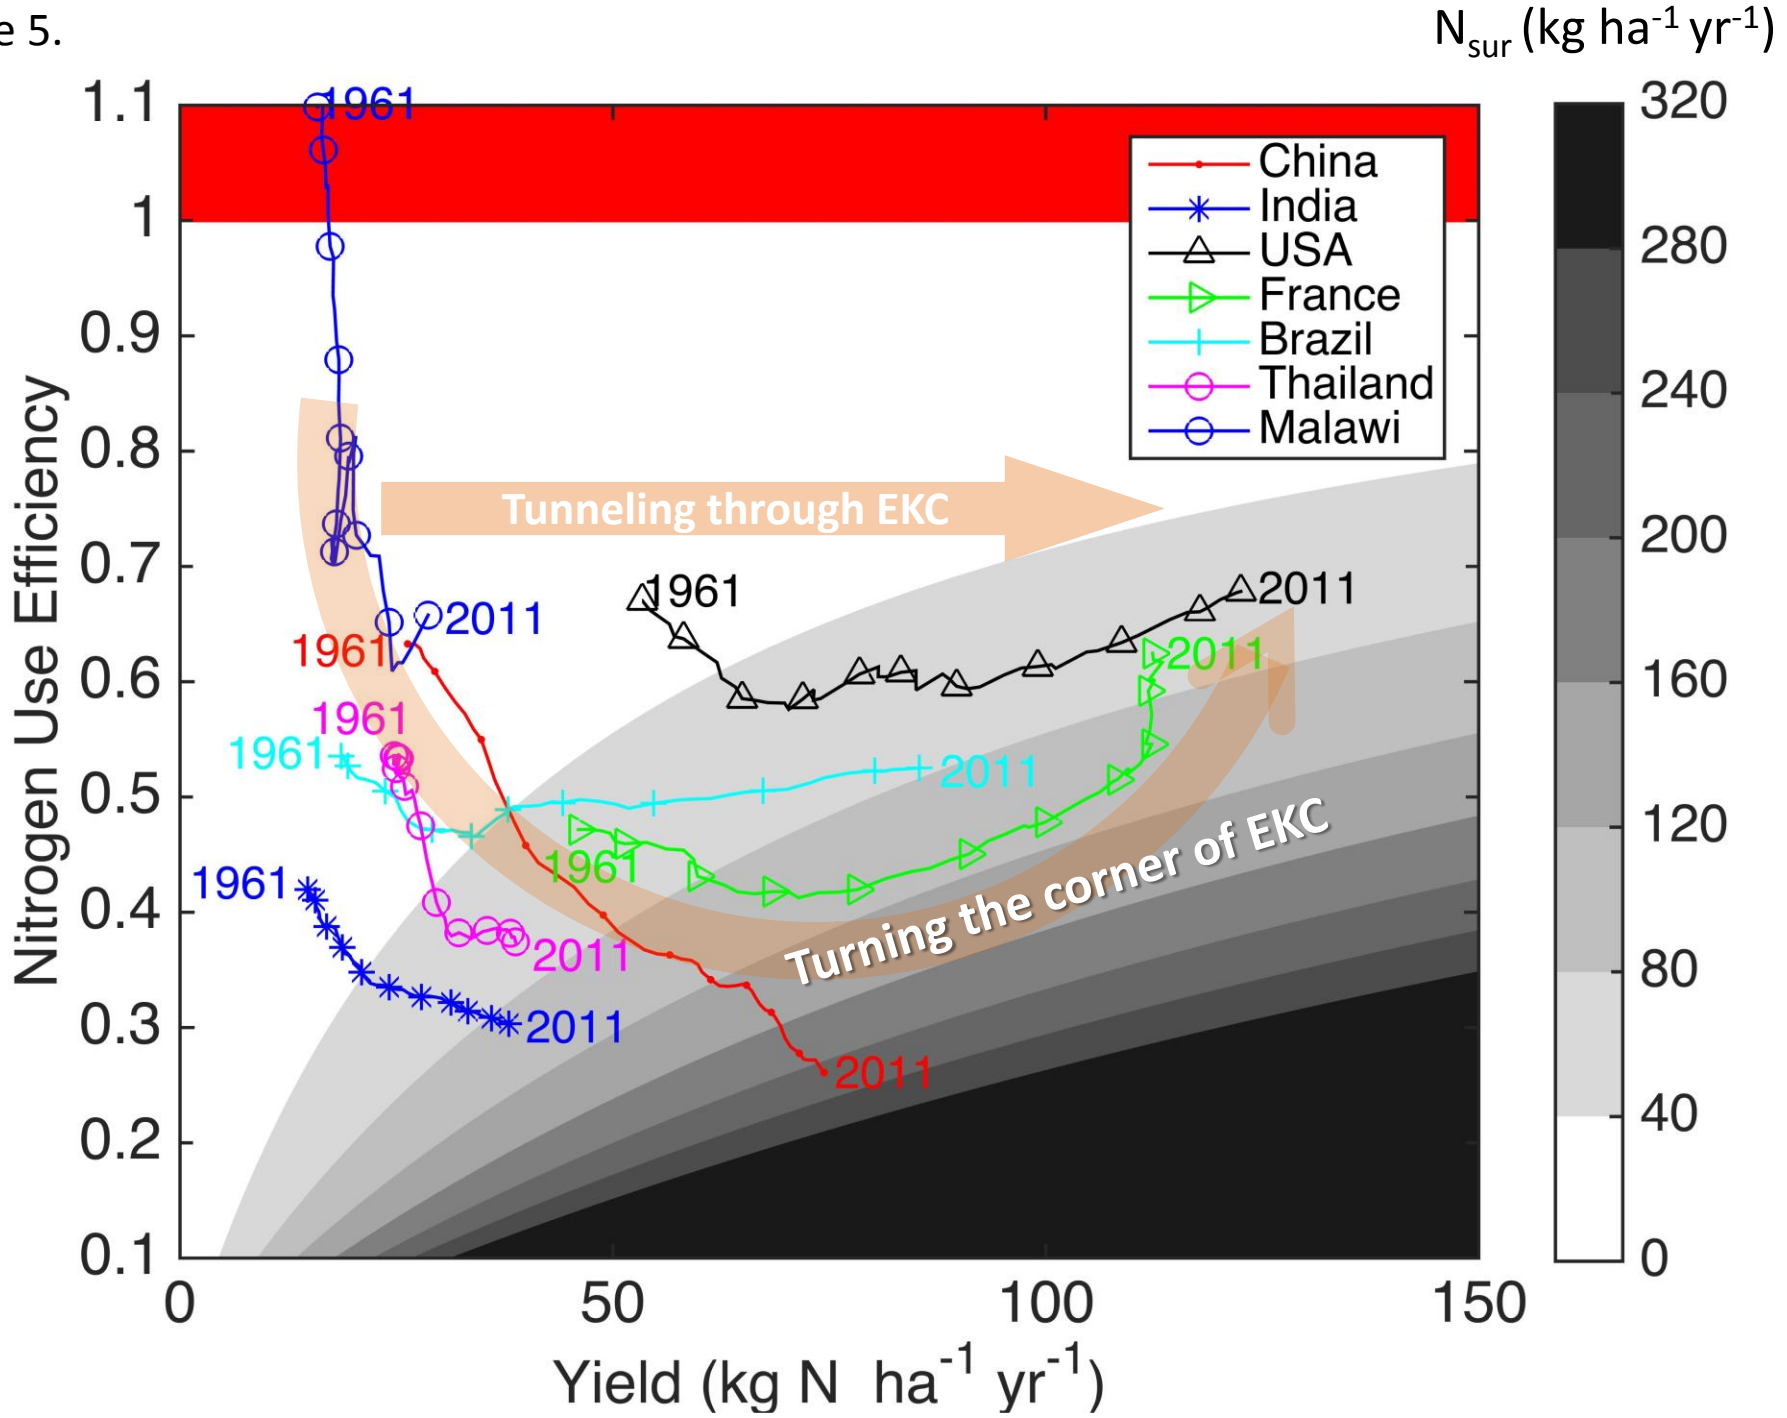 e 5.
N_sur (kg ha⁻¹ yr⁻¹)
1.1
1
0.9
0.8
0.7
0.6
0.5
0.4
0.3
0.2
0.1
Nitrogen Use Efficiency
0
50
100
150
Yield (kg N ha⁻¹ yr⁻¹)
China
India
USA
France
Brazil
Thailand
Malawi
1961
Tunneling through EKC
1961
2011
2011
1961
2011
1961
1961
2011
1961
1961
2011
2011
2011
Turning the corner of EKC
320
280
240
200
160
120
80
40
0